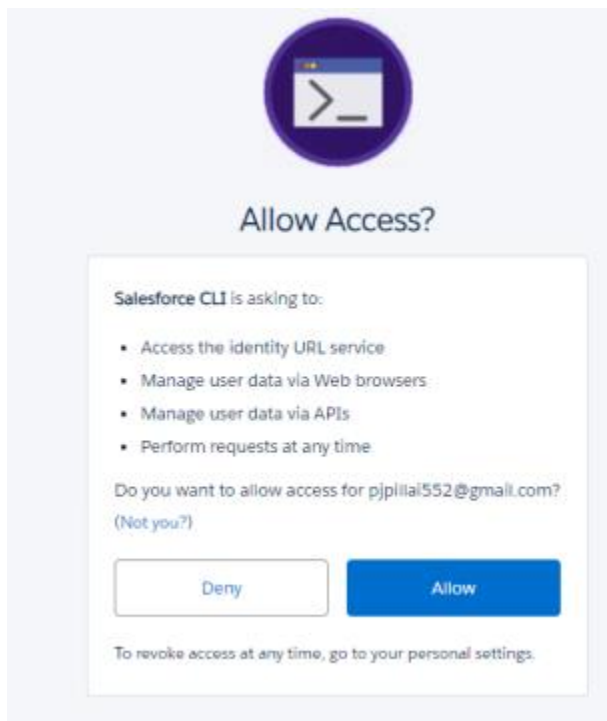 Allow Access?
Salesforce CLI is asking to:
• Access the identity URL service
• Manage user data via Web browsers
• Manage user data via APIs
• Perform requests at any time
Do you want to allow access for pjpillai552@gmail.com?
(Not you?)
Deny
Allow
To revoke access at any time, go to your personal settings.